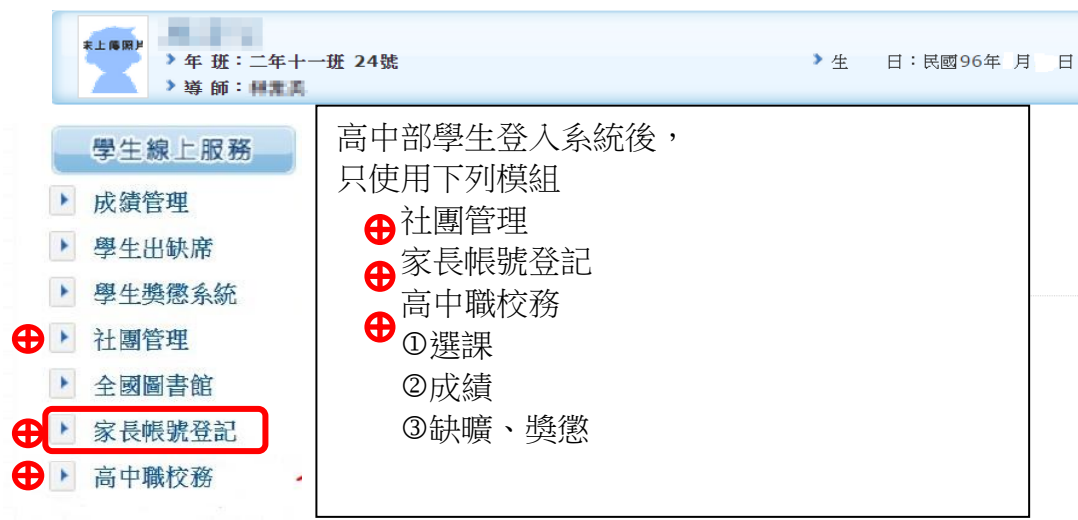 未上傳照片
年 班：二年十一班 24號
生 日：民國96年 月 日
導 師：
學生線上服務
成績管理
學生出缺席
學生獎懲系統
社團管理
全國圖書館
家長帳號登記
高中職校務
高中部學生登入系統後，
只使用下列模組
社團管理
家長帳號登記
高中職校務
①選課
②成績
③缺曠、獎懲